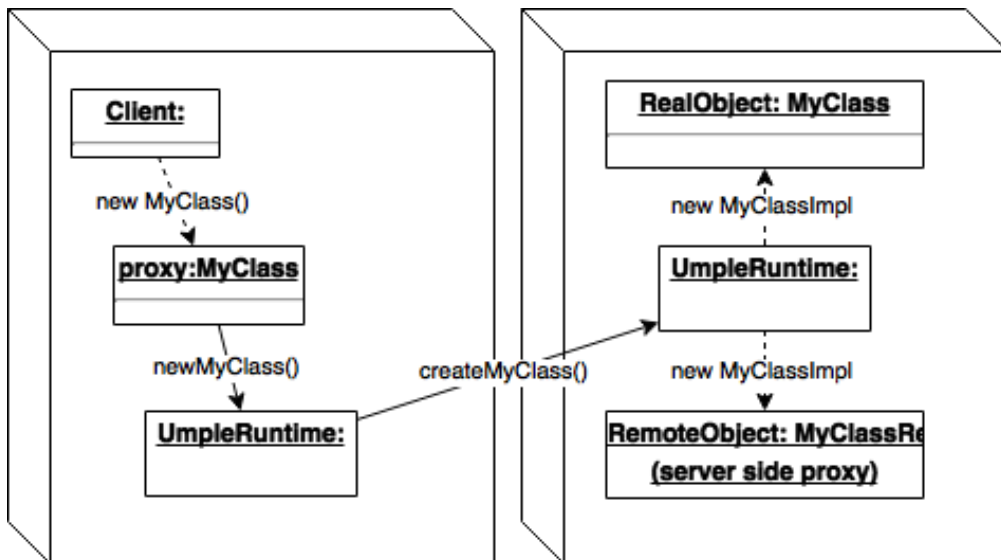 Client:
new MyClass()
proxy:MyClass
newMyClass()
UmpleRuntime:
createMyClass()
RealObject: MyClass
new MyClassImpl
UmpleRuntime:
new MyClassImpl
RemoteObject: MyClassRe
(server side proxy)